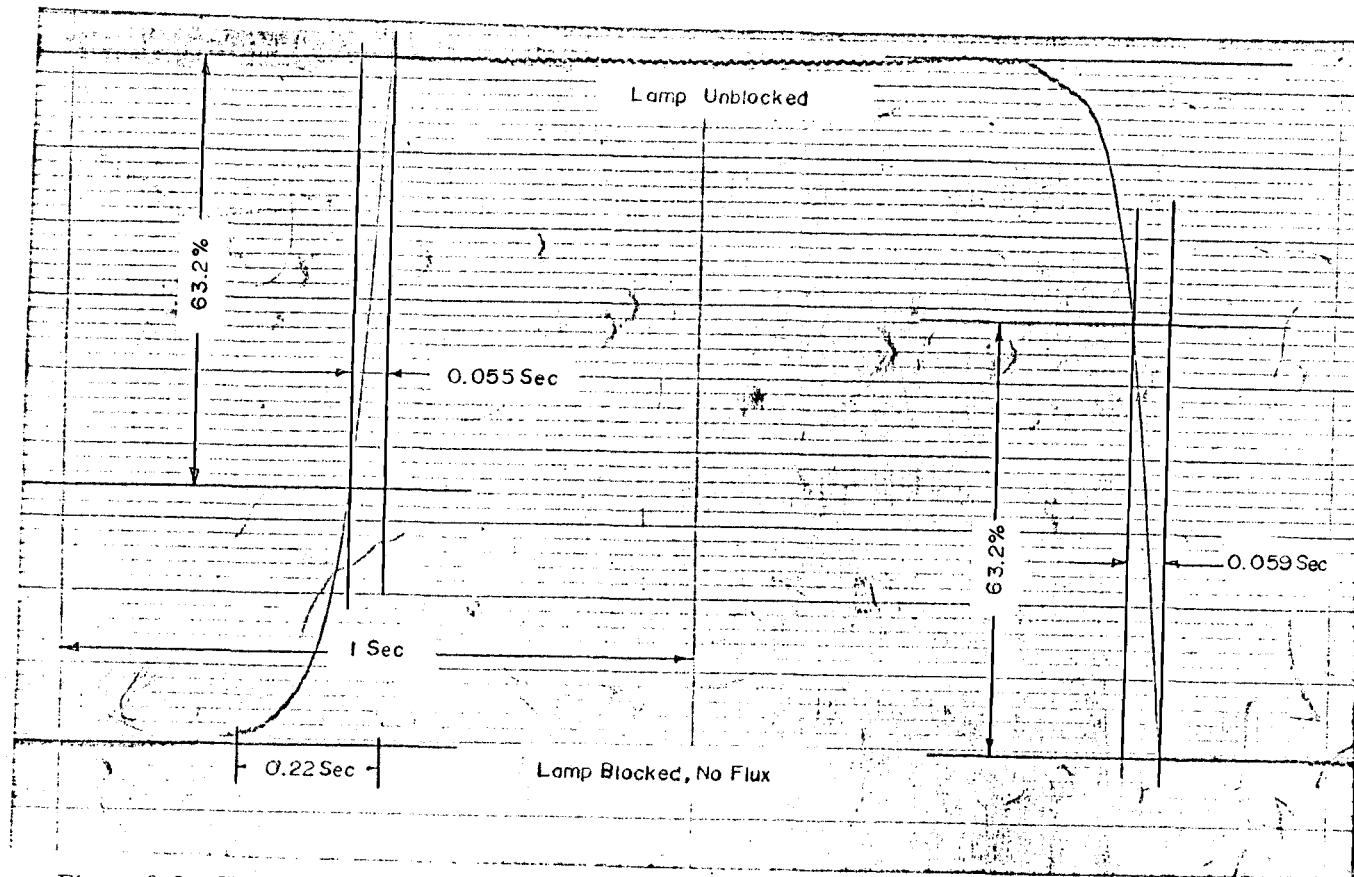 Lamp Unblocked
63.2%
0.055 Sec
63.2%
0.059 Sec
1 Sec
0.22 Sec
Lamp Blocked, No Flux